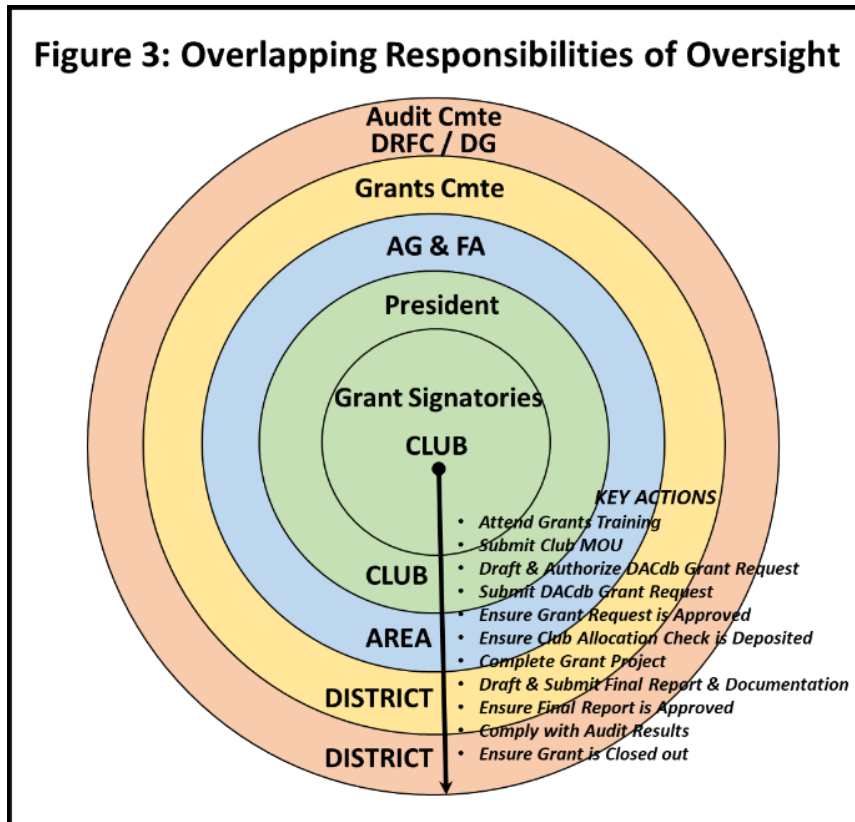 Figure 3: Overlapping Responsibilities of Oversight
Audit Cmte
DRFC / DG
Grants Cmte
AG & FA
President
Grant Signatories
CLUB
KEY ACTIONS
• Attend Grants Training
• Submit Club MOU
• Draft & Authorize DACdb Grant Request
• Submit DACdb Grant Request
• Ensure Grant Request is Approved
• Ensure Club Allocation Check is Deposited
• Complete Grant Project
• Draft & Submit Final Report & Documentation
• Ensure Final Report is Approved
• Comply with Audit Results
• Ensure Grant is Closed out
CLUB
AREA
DISTRICT
DISTRICT